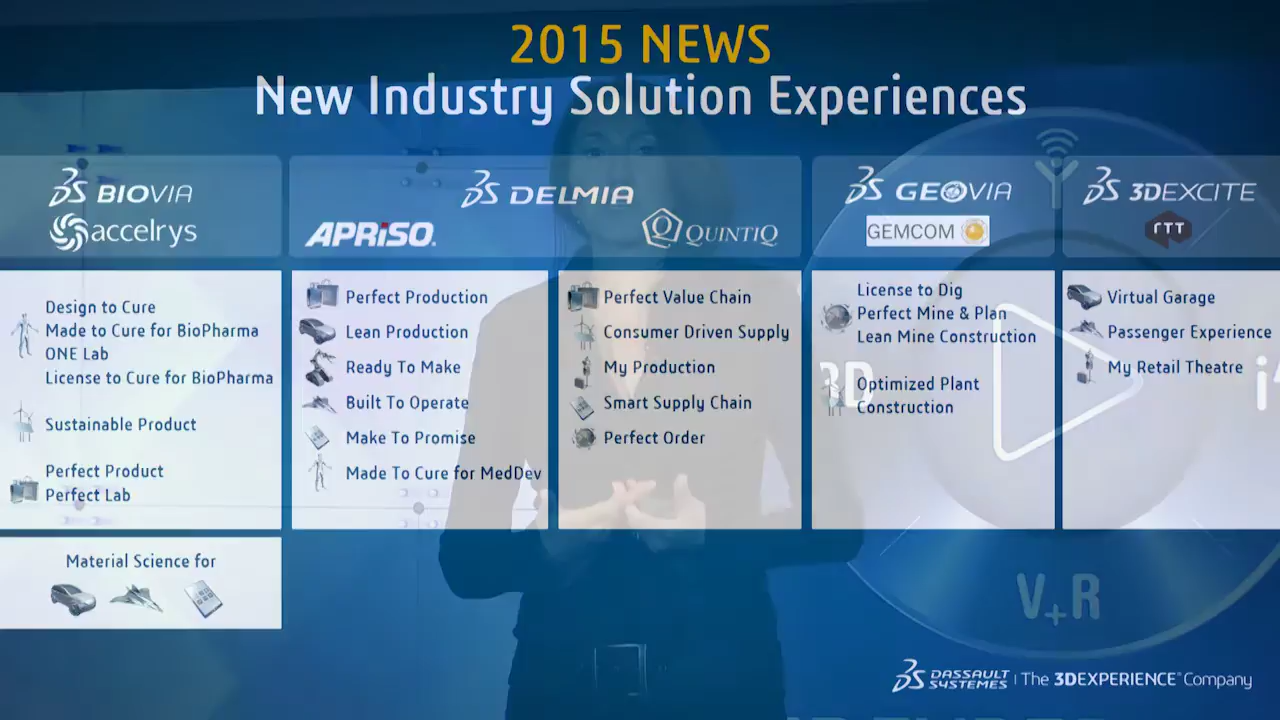 2015 NEWS
New Industry Solution Experiences
BIOVIA
accelrys
DELMIA
APRISO.
QUINTIQ
GEOVIA
GEMCOM
3DEXCITE
rtt
Design to Cure
Made to Cure for BioPharma
ONE Lab
License to Cure for BioPharma
Sustainable Product
Perfect Product
Perfect Lab
Material Science for
Perfect Production
Lean Production
Ready To Make
Built To Operate
Make To Promise
Made To Cure for MedDev
Perfect Value Chain
Consumer Driven Supply
My Production
Smart Supply Chain
Perfect Order
License to Dig
Perfect Mine & Plan
Lean Mine Construction
Optimized Plant
Construction
Virtual Garage
Passenger Experience
My Retail Theatre
3D
V+R
DASSAULT
SYSTEMES | The 3DEXPERIENCE™ Company